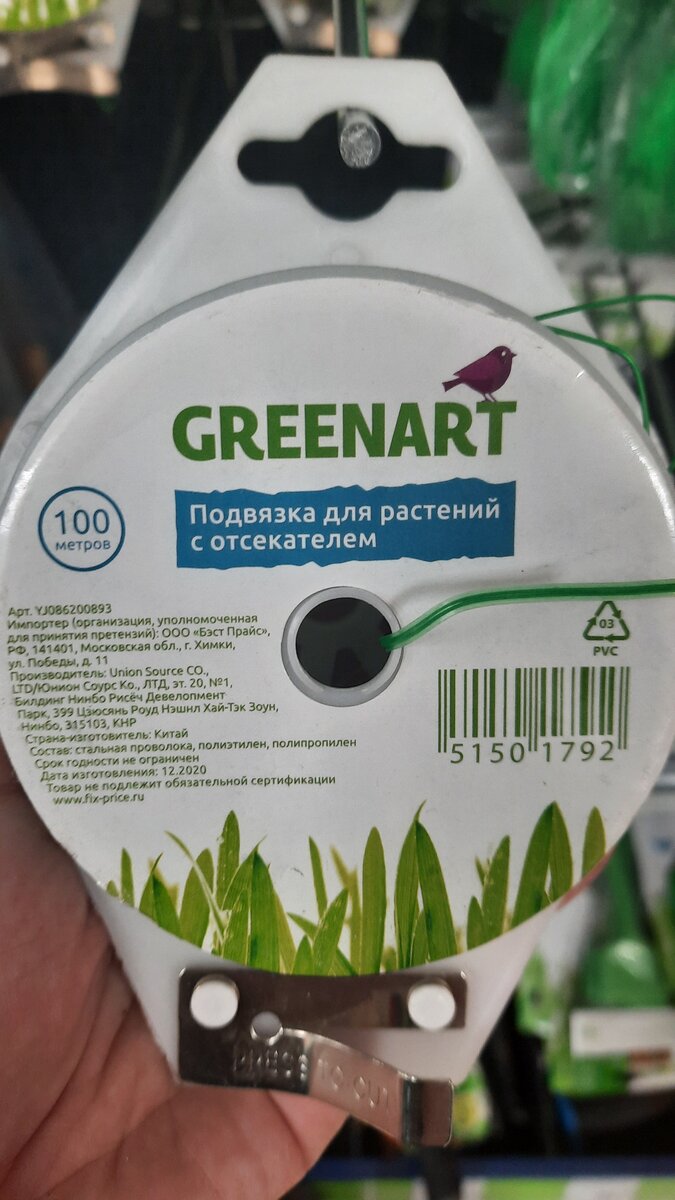 GREENART
100
метров
Подвязка для растений
с отсекателем
Арт. YJ086200893
Импортер (организация, уполномоченная
для принятия претензий): ООО «Бэст Прайс»,
РФ, 141401, Московская обл., г. Химки,
ул. Победы, д. 11
Производитель: Union Source CO.,
LTD/Юнион Соурс Ко., ЛТД, эт. 20, №1,
Билдинг Нинбо Рисёч Девелопмент
Парк, 399 Цзюсянь Роуд Нэшнл Хай-Тэк Зоун,
Нинбо, 315103, КНР
Страна-изготовитель: Китай
Состав: стальная проволока, полиэтилен, полипропилен
Срок годности не ограничен
Дата изготовления: 12.2020
Товар не подлежит обязательной сертификации
www.fix-price.ru
03
PVC
5150 1792
PRESS TO CUT